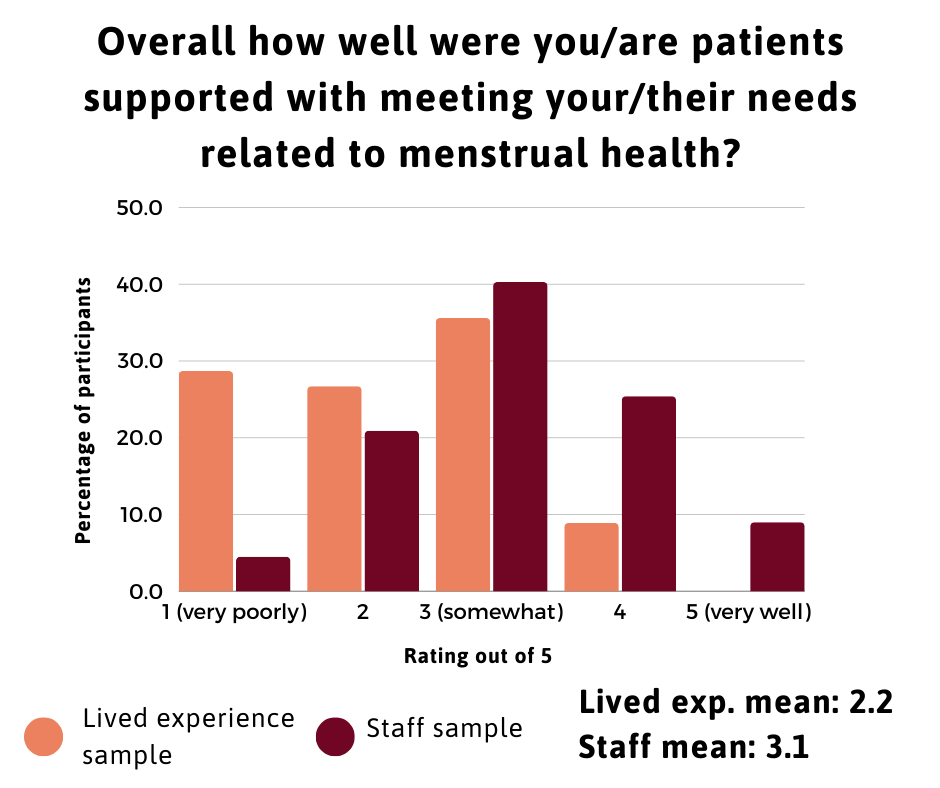 Overall how well were you/are patients
supported with meeting your/their needs
related to menstrual health?
50.0
40.0
30.0
20.0
10.0
0.0
Percentage of participants
1 (very poorly)
2
3 (somewhat)
4
5 (very well)
Rating out of 5
Lived experience
sample
Staff sample
Lived exp. mean: 2.2
Staff mean: 3.1